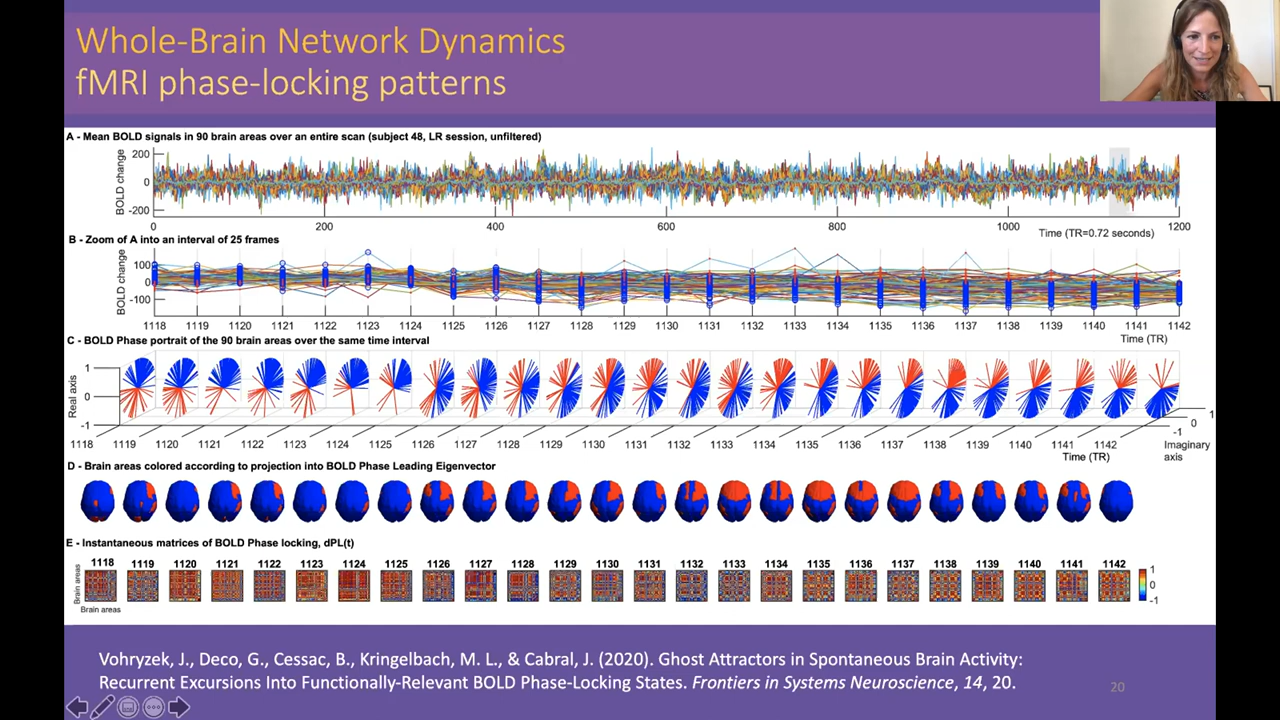 Whole-Brain Network Dynamics
fMRI phase-locking patterns
A - Mean BOLD signals in 90 brain areas over an entire scan (subject 48, LR session, unfiltered)
BOLD change
200
0
-200
0 200 400 600 800 1000 1200
Time (TR=0.72 seconds)
B - Zoom of A into an interval of 25 frames
BOLD change
100
0
-100
1118 1119 1120 1121 1122 1123 1124 1125 1126 1127 1128 1129 1130 1131 1132 1133 1134 1135 1136 1137 1138 1139 1140 1141 1142
Time (TR)
C - BOLD Phase portrait of the 90 brain areas over the same time interval
Real axis
1
0
-1
1118 1119 1120 1121 1122 1123 1124 1125 1126 1127 1128 1129 1130 1131 1132 1133 1134 1135 1136 1137 1138 1139 1140 1141 1142
1
0
-1
Imaginary
axis
Time (TR)
D - Brain areas colored according to projection into BOLD Phase Leading Eigenvector
E - Instantaneous matrices of BOLD Phase locking, dPL(t)
1118 1119 1120 1121 1122 1123 1124 1125 1126 1127 1128 1129 1130 1131 1132 1133 1134 1135 1136 1137 1138 1139 1140 1141 1142
Brain areas
Brain areas
1
0
-1
Vohryzek, J., Deco, G., Cessac, B., Kringelbach, M. L., & Cabral, J. (2020). Ghost Attractors in Spontaneous Brain Activity:
Recurrent Excursions Into Functionally-Relevant BOLD Phase-Locking States. Frontiers in Systems Neuroscience, 14, 20.
20